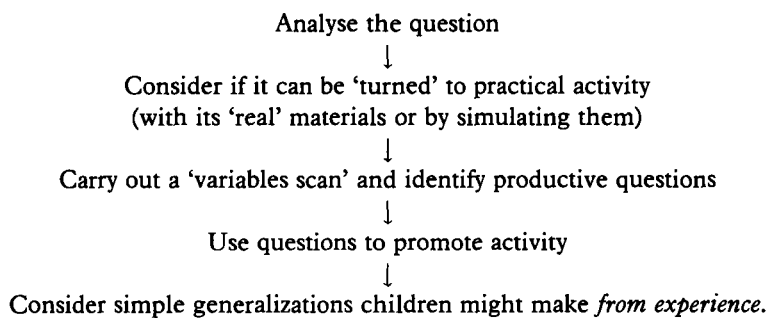 Analyse the question
↓
Consider if it can be ‘turned’ to practical activity
(with its ‘real’ materials or by simulating them)
↓
Carry out a ‘variables scan’ and identify productive questions
↓
Use questions to promote activity
↓
Consider simple generalizations children might make from experience.